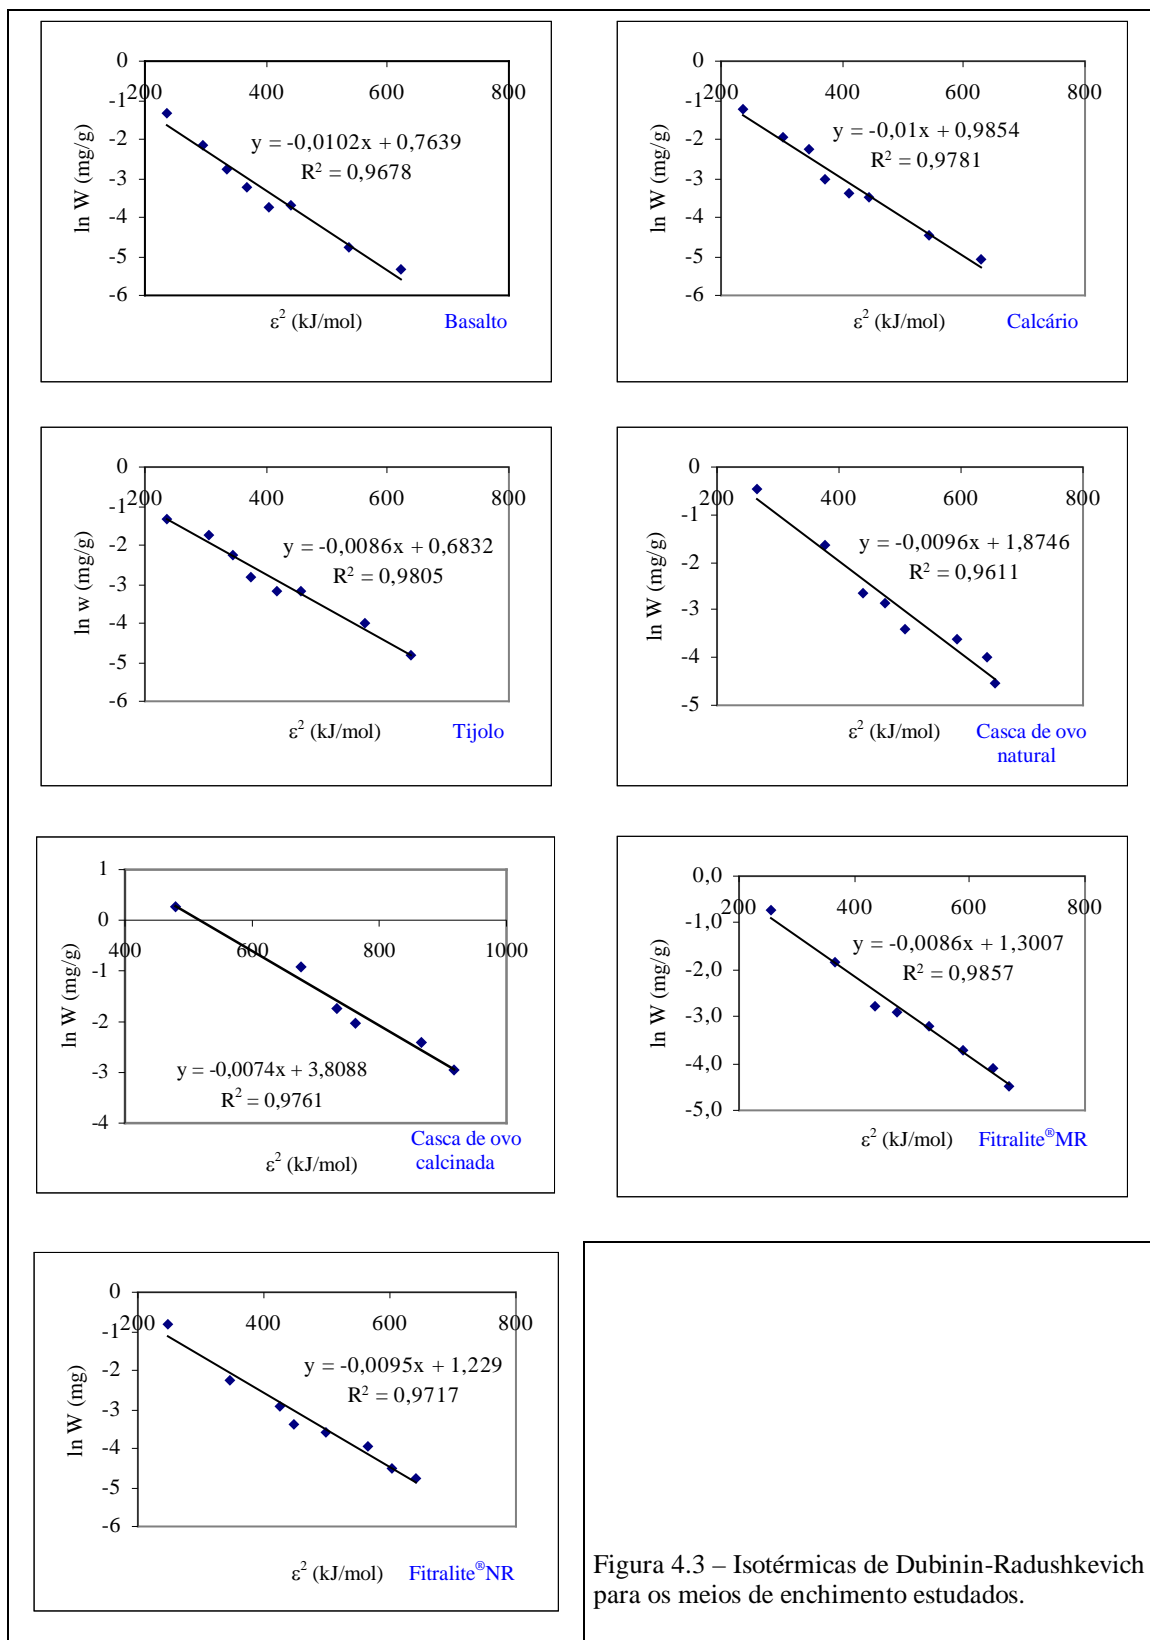 0
200
400
600
800
-1
-2
-3
-4
-5
-6
y = -0,0102x + 0,7639
R² = 0,9678
ln W (mg/g)
ε² (kJ/mol)
Basalto
0
200
400
600
800
-1
-2
-3
-4
-5
-6
y = -0,01x + 0,9854
R² = 0,9781
ln W (mg/g)
ε² (kJ/mol)
Calcário
0
200
400
600
800
-1
-2
-3
-4
-5
-6
y = -0,0086x + 0,6832
R² = 0,9805
ln w (mg/g)
ε² (kJ/mol)
Tijolo
0
200
400
600
800
-1
-2
-3
-4
-5
y = -0,0096x + 1,8746
R² = 0,9611
ln W (mg/g)
ε² (kJ/mol)
Casca de ovo
natural
1
0
400
600
800
1000
-1
-2
-3
-4
y = -0,0074x + 3,8088
R² = 0,9761
ln W (mg/g)
ε² (kJ/mol)
Casca de ovo
calcinada
0,0
200
400
600
800
-1,0
-2,0
-3,0
-4,0
-5,0
y = -0,0086x + 1,3007
R² = 0,9857
ln W (mg/g)
ε² (kJ/mol)
Fitralite®MR
0
200
400
600
800
-1
-2
-3
-4
-5
-6
y = -0,0095x + 1,229
R² = 0,9717
ln W (mg)
ε² (kJ/mol)
Fitralite®NR
Figura 4.3 – Isotérmicas de Dubinin-Radushkevich
para os meios de enchimento estudados.